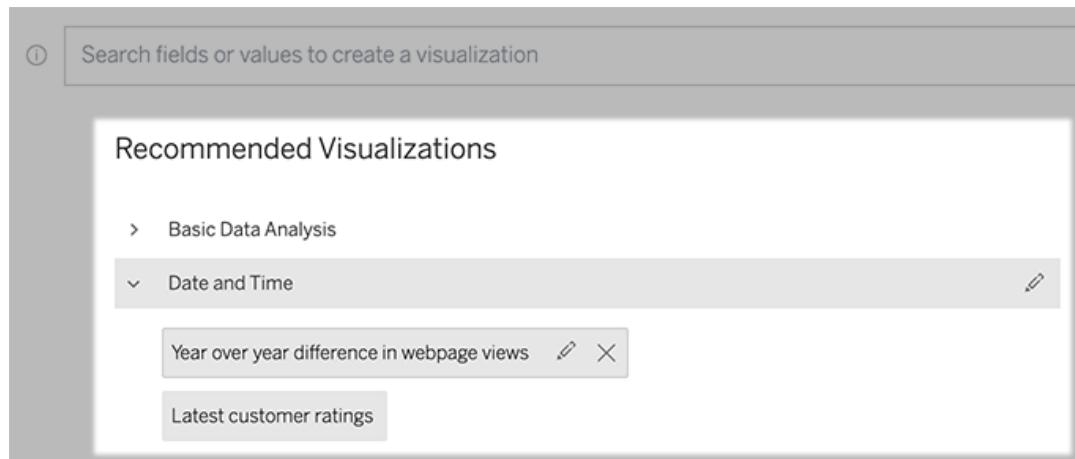 Search fields or values to create a visualization
Recommended Visualizations
Basic Data Analysis
Date and Time
Year over year difference in webpage views
Latest customer ratings